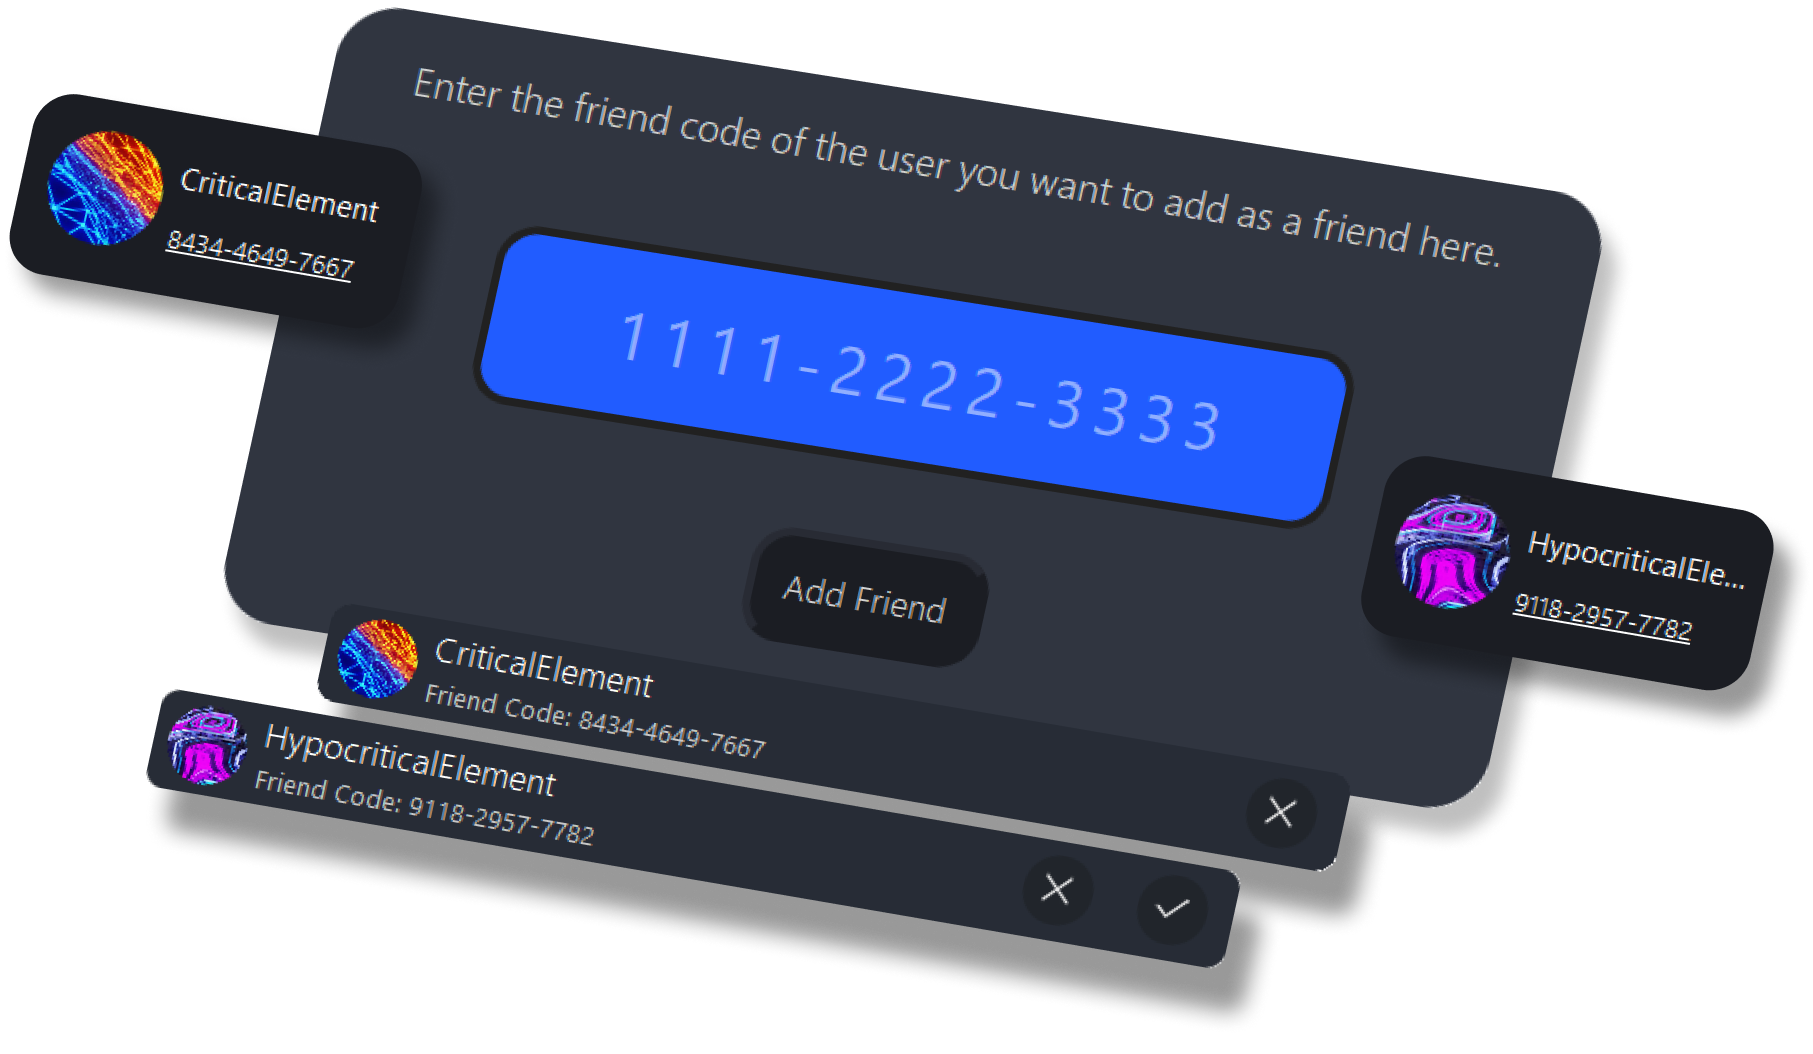 Enter the friend code of the user you want to add as a friend here.
CriticalElement
8434-4649-7667
1111-2222-3333
HypocriticalEle...
9118-2957-7782
Add Friend
CriticalElement
Friend Code: 8434-4649-7667
HypocriticalElement
Friend Code: 9118-2957-7782